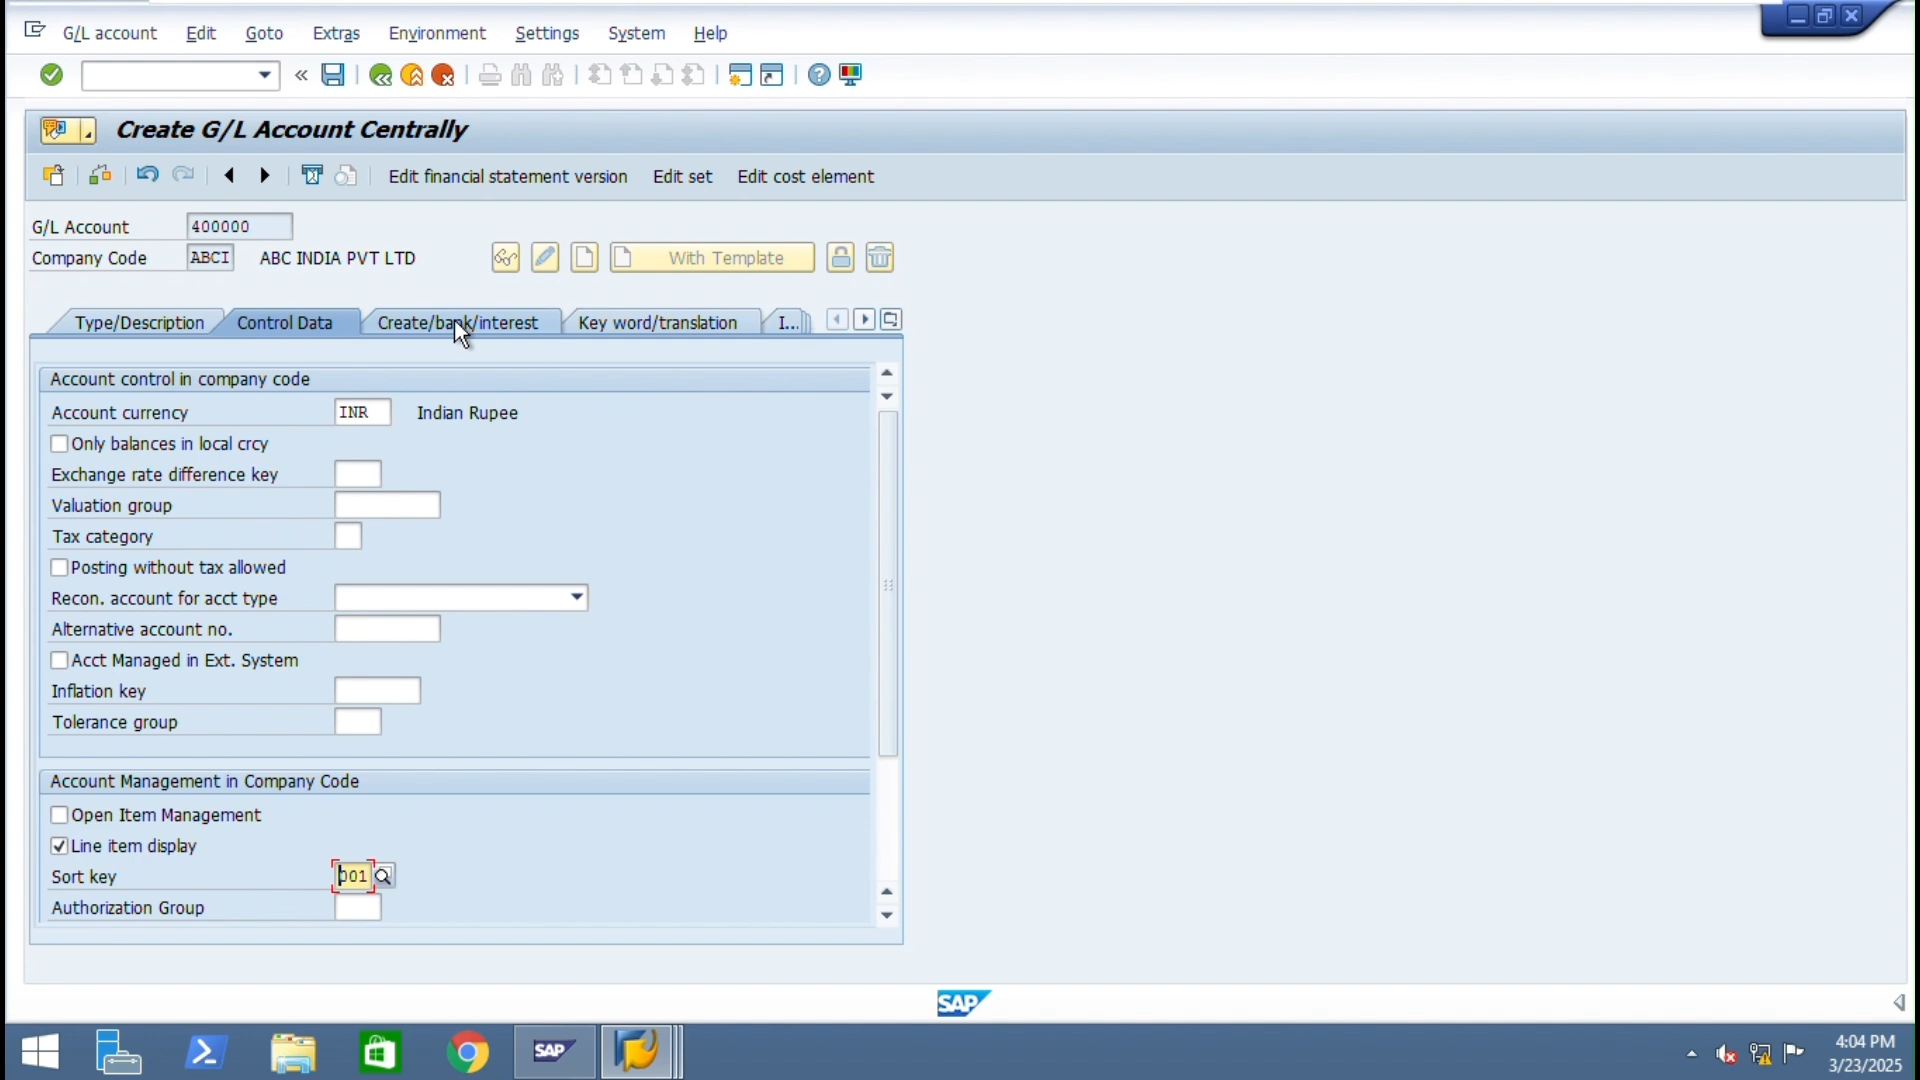 G/L account Edit Goto Extras Environment Settings System Help
Create G/L Account Centrally
Edit financial statement version Edit set Edit cost element
G/L Account 400000
Company Code ABCI ABC INDIA PVT LTD With Template
Type/Description Control Data Create/bank/interest Key word/translation I...
Account control in company code
Account currency INR Indian Rupee
Only balances in local crcy
Exchange rate difference key
Valuation group
Tax category
Posting without tax allowed
Recon. account for acct type
Alternative account no.
Acct Managed in Ext. System
Inflation key
Tolerance group
Account Management in Company Code
Open Item Management
Line item display
Sort key 001
Authorization Group
SAP
SAP
4:04 PM
3/23/2025